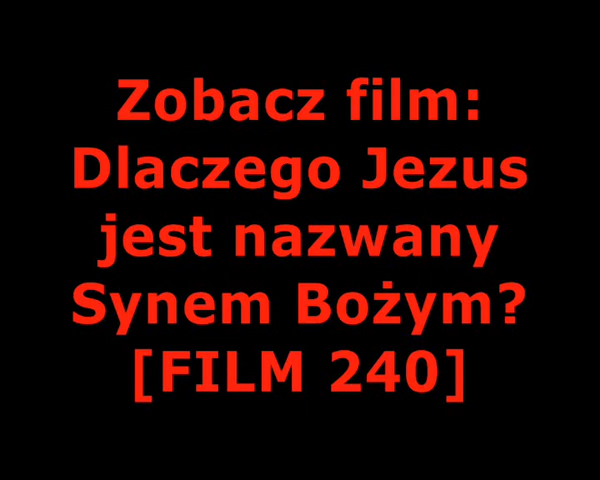 Zobacz film:
Dlaczego Jezus
jest nazwany
Synem Bożym?
[FILM 240]